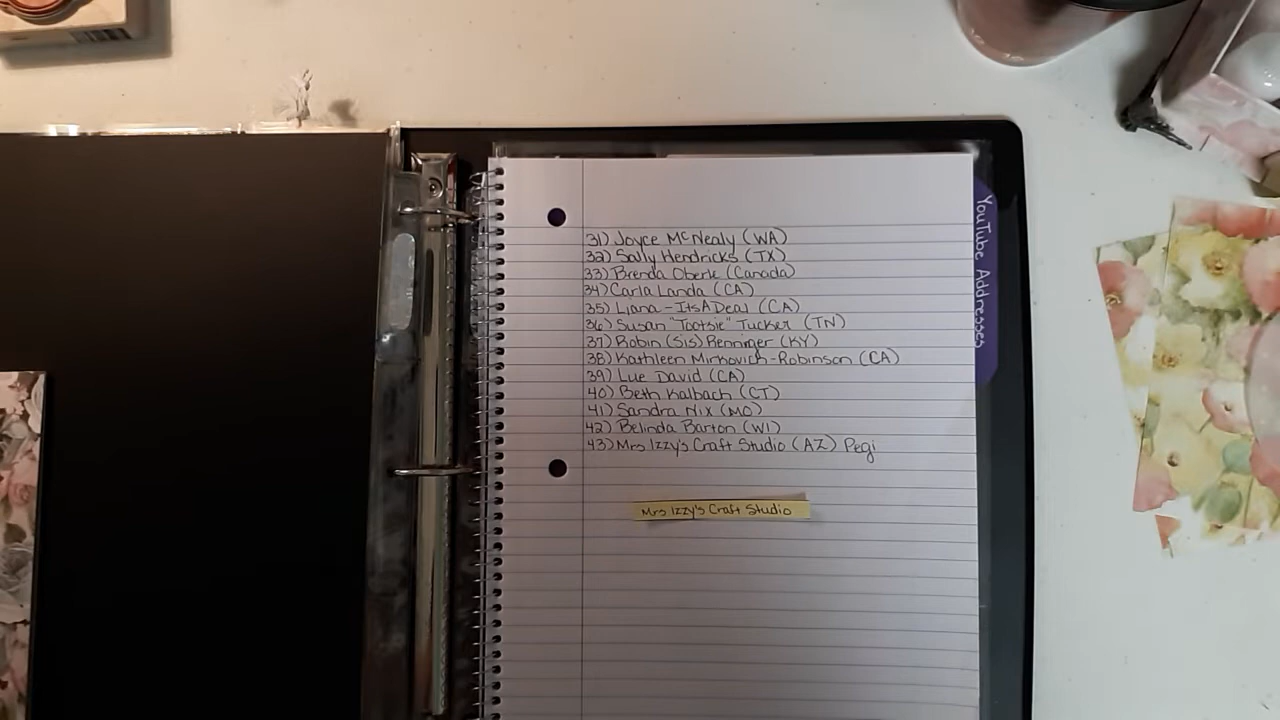 31) Joyce McNealy (WA)
32) Sally Hendricks (TX)
33) Brenda Oberle (Canada)
34) Carla Landa (CA)
35) Liana - ItsADeal (CA)
36) Susan "Tootsie" Tucker (TN)
37) Robin (Sis) Renninger (KY)
38) Kathleen Mirkovich-Robinson (CA)
39) Lue David (CA)
40) Beth Kalbach (CT)
41) Sandra Nix (MO)
42) Belinda Barton (WI)
43) Mrs Izzy's Craft Studio (AZ) Pegi
Mrs Izzy's Craft Studio
YouTube Addresses